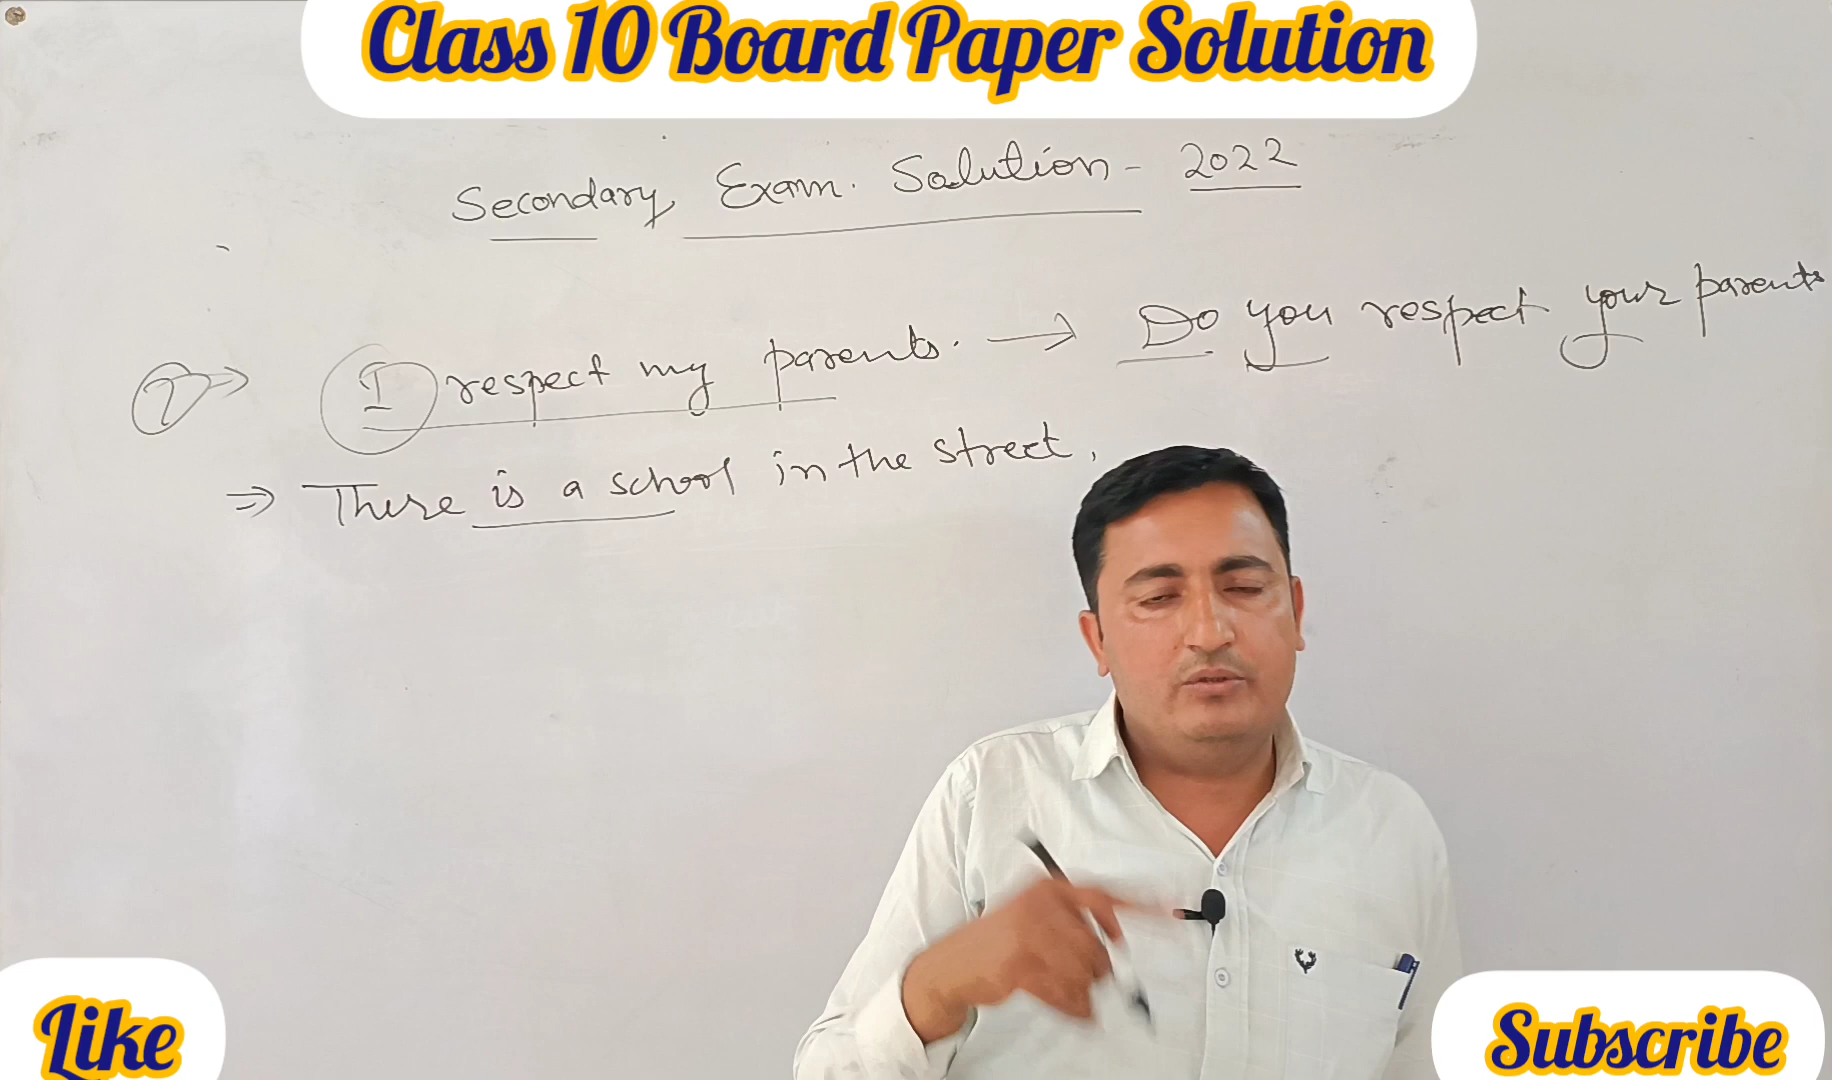 Class 10 Board Paper Solution
Secondary Exam. Solution - 2022
7 ⇒ I respect my parents. → Do you respect your parents
⇒ There is a school in the street.
Like
Subscribe